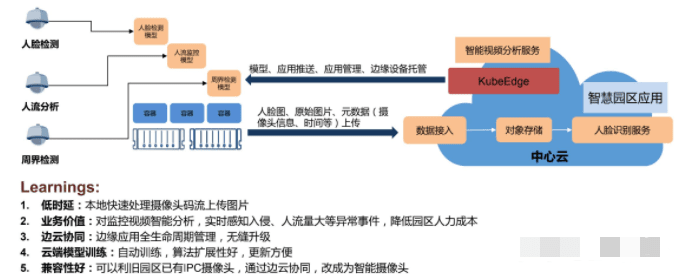 人脸检测
人流分析
周界检测
人脸检测
模型
人流监控
模型
周界检测
模型
容器
容器
容器
模型、应用推送、应用管理、边缘设备托管
人脸图、原始图片、元数据（摄
像头信息、时间等）上传
智能视频分析服务
KubeEdge
智慧园区应用
数据接入
对象存储
人脸识别服务
中心云
Learnings:
1. 低时延：本地快速处理摄像头码流上传图片
2. 业务价值：对监控视频智能分析，实时感知入侵、人流量大等异常事件，降低园区人力成本
3. 边云协同：边缘应用全生命周期管理，无缝升级
4. 云端模型训练：自动训练，算法扩展性好，更新方便
5. 兼容性好：可以利旧园区已有IPC摄像头，通过边云协同，改成为智能摄像头